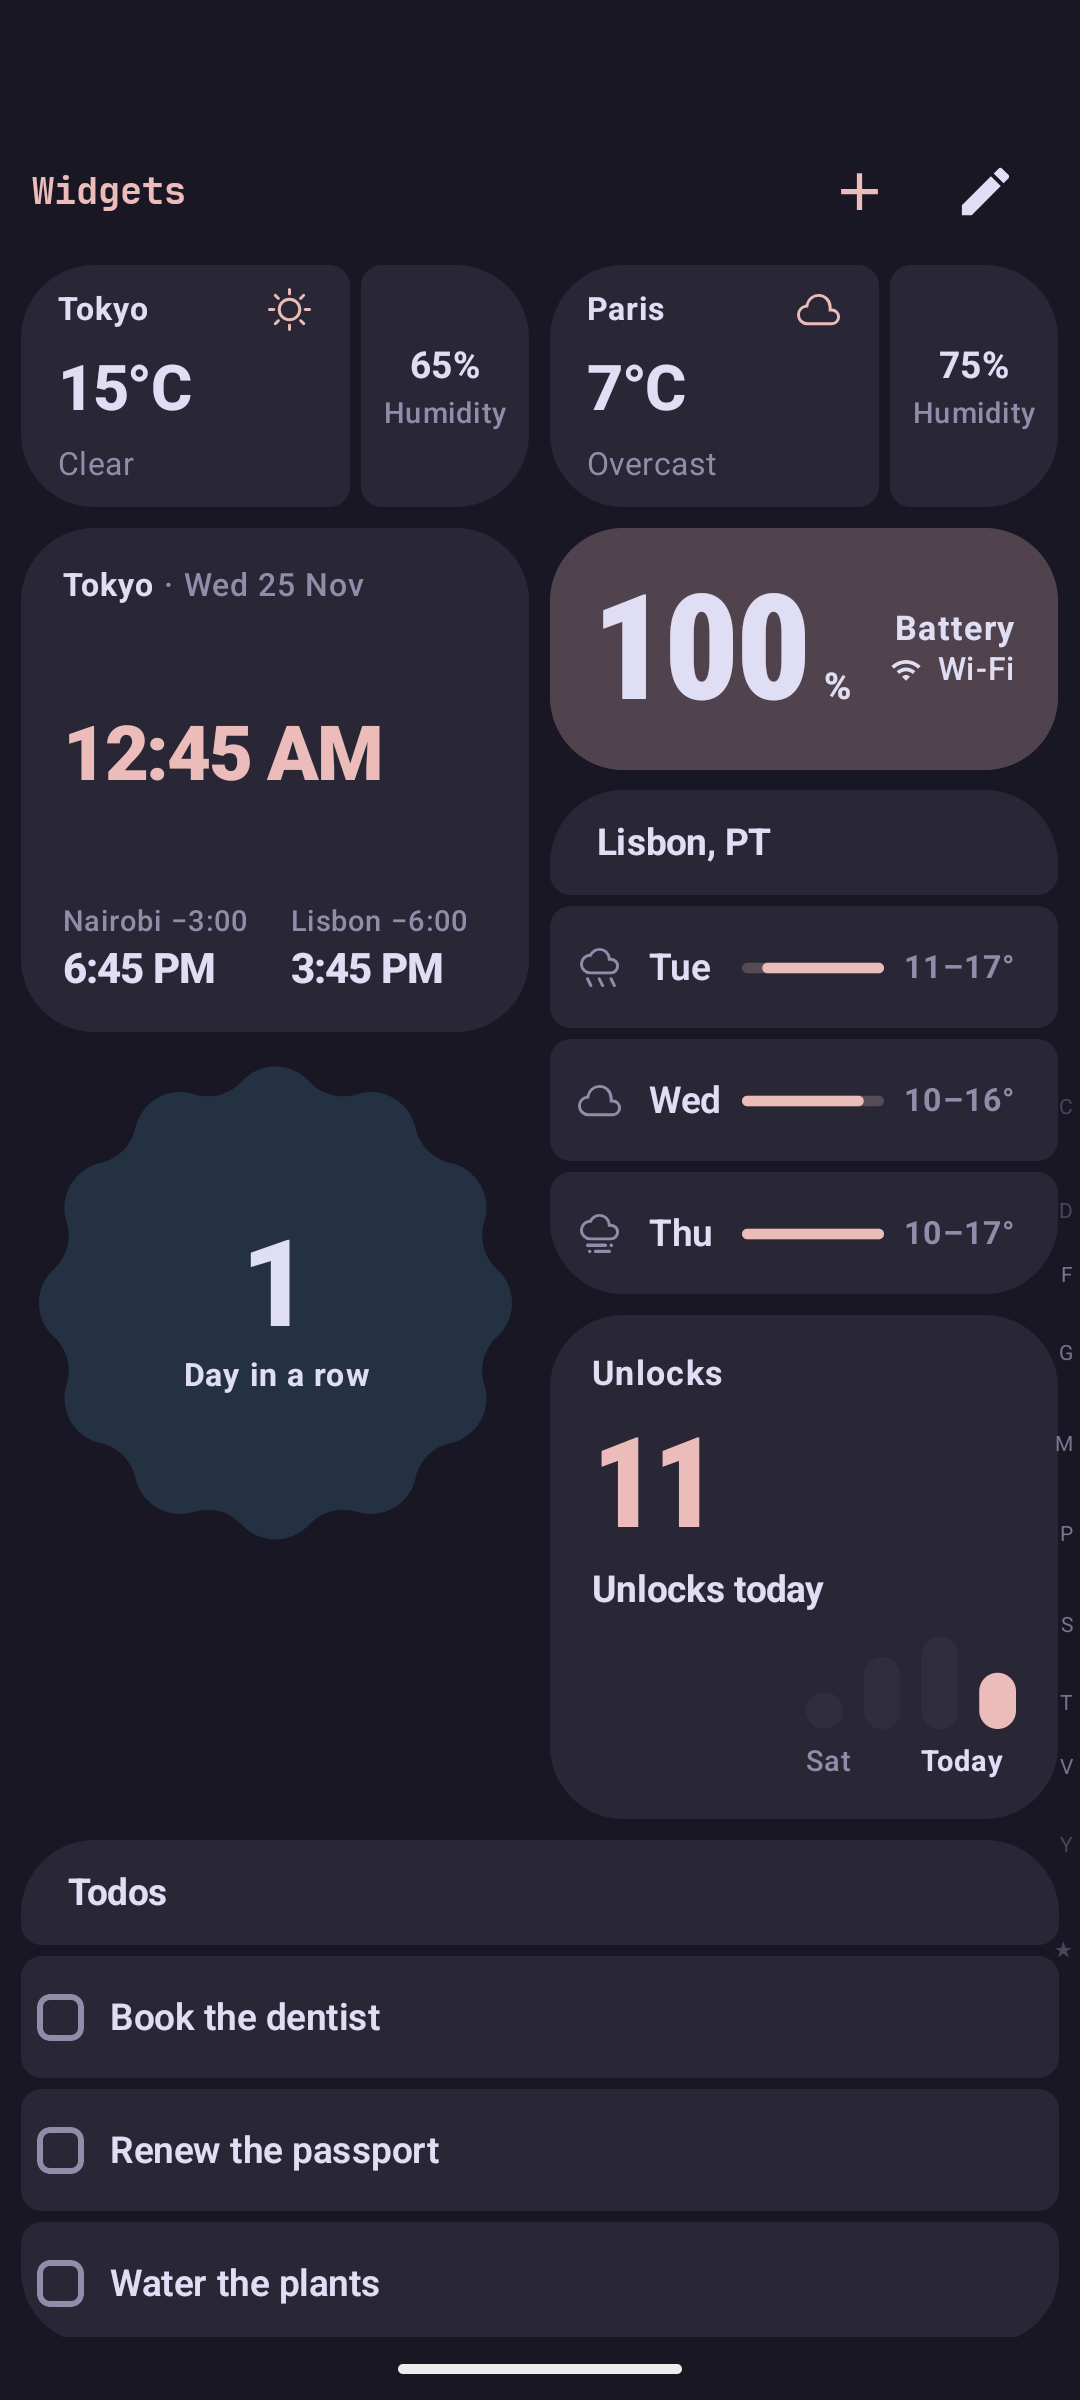 Widgets
Tokyo
15°C
Clear
65%
Humidity
Paris
7°C
Overcast
75%
Humidity
Tokyo · Wed 25 Nov
12:45 AM
Nairobi −3:00
6:45 PM
Lisbon −6:00
3:45 PM
100 %
Battery
Wi-Fi
Lisbon, PT
Tue 11–17°
Wed 10–16°
Thu 10–17°
1
Day in a row
Unlocks
11
Unlocks today
Sat Today
C
D
F
G
M
P
S
T
V
Y
★
Todos
Book the dentist
Renew the passport
Water the plants